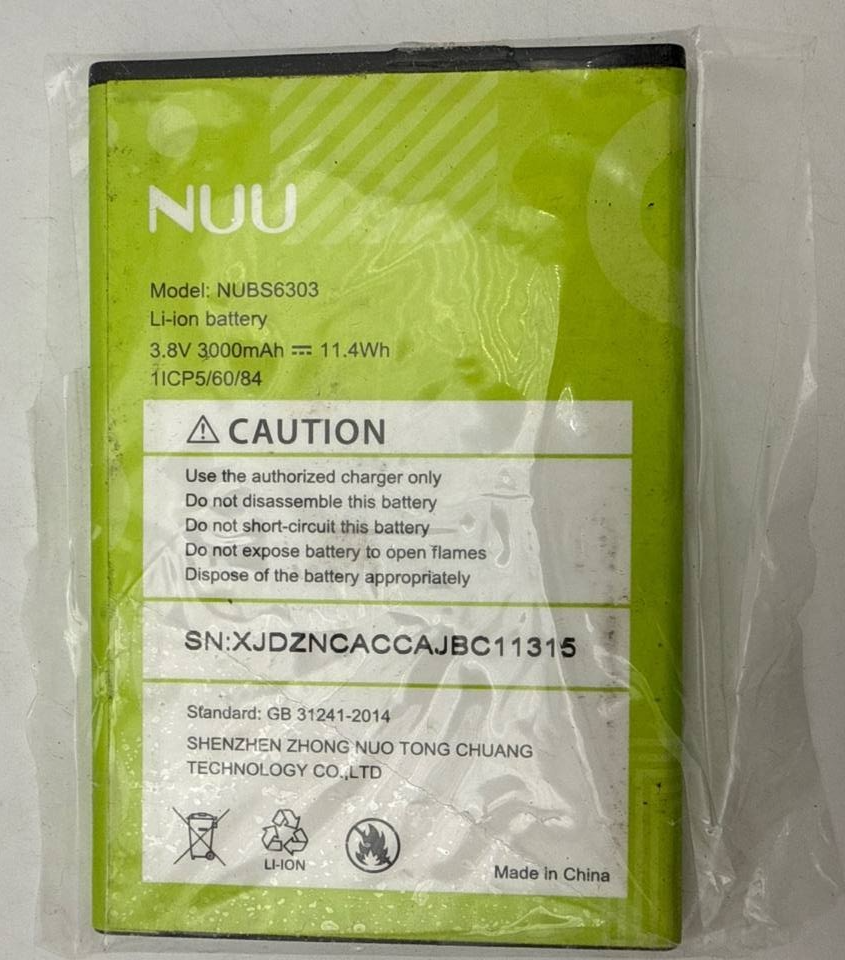 NUU
Model: NUBS6303
Li-ion battery
3.8V 3000mAh ⎓ 11.4Wh
1ICP5/60/84
⚠ CAUTION
Use the authorized charger only
Do not disassemble this battery
Do not short-circuit this battery
Do not expose battery to open flames
Dispose of the battery appropriately
SN:XJDZNCACCAJBC11315
Standard: GB 31241-2014
SHENZHEN ZHONG NUO TONG CHUANG
TECHNOLOGY CO.,LTD
LI-ION
Made in China